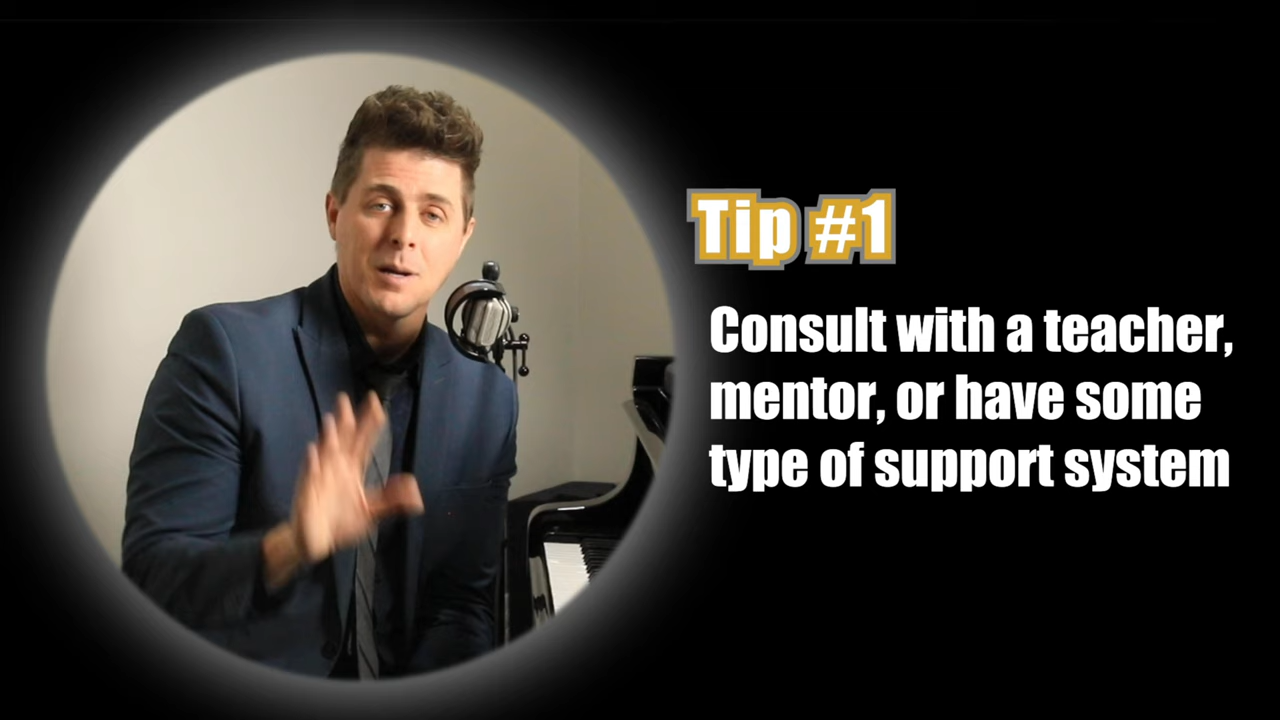 Tip #1
Consult with a teacher,
mentor, or have some
type of support system